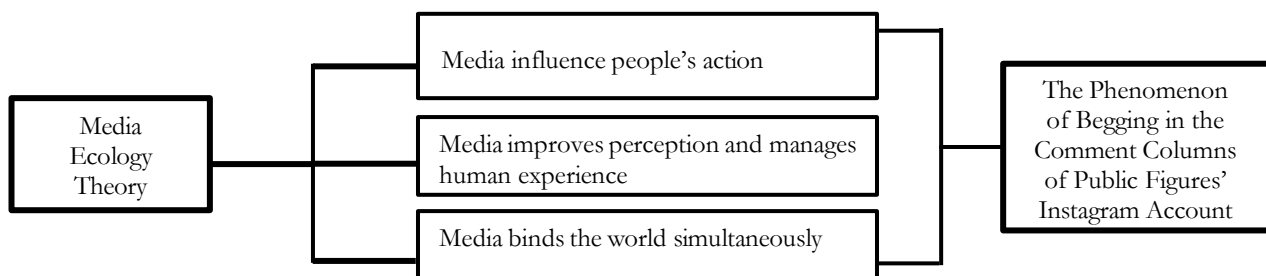 Media
Ecology
Theory
Media influence people’s action
Media improves perception and manages
human experience
Media binds the world simultaneously
The Phenomenon
of Begging in the
Comment Columns
of Public Figures’
Instagram Account